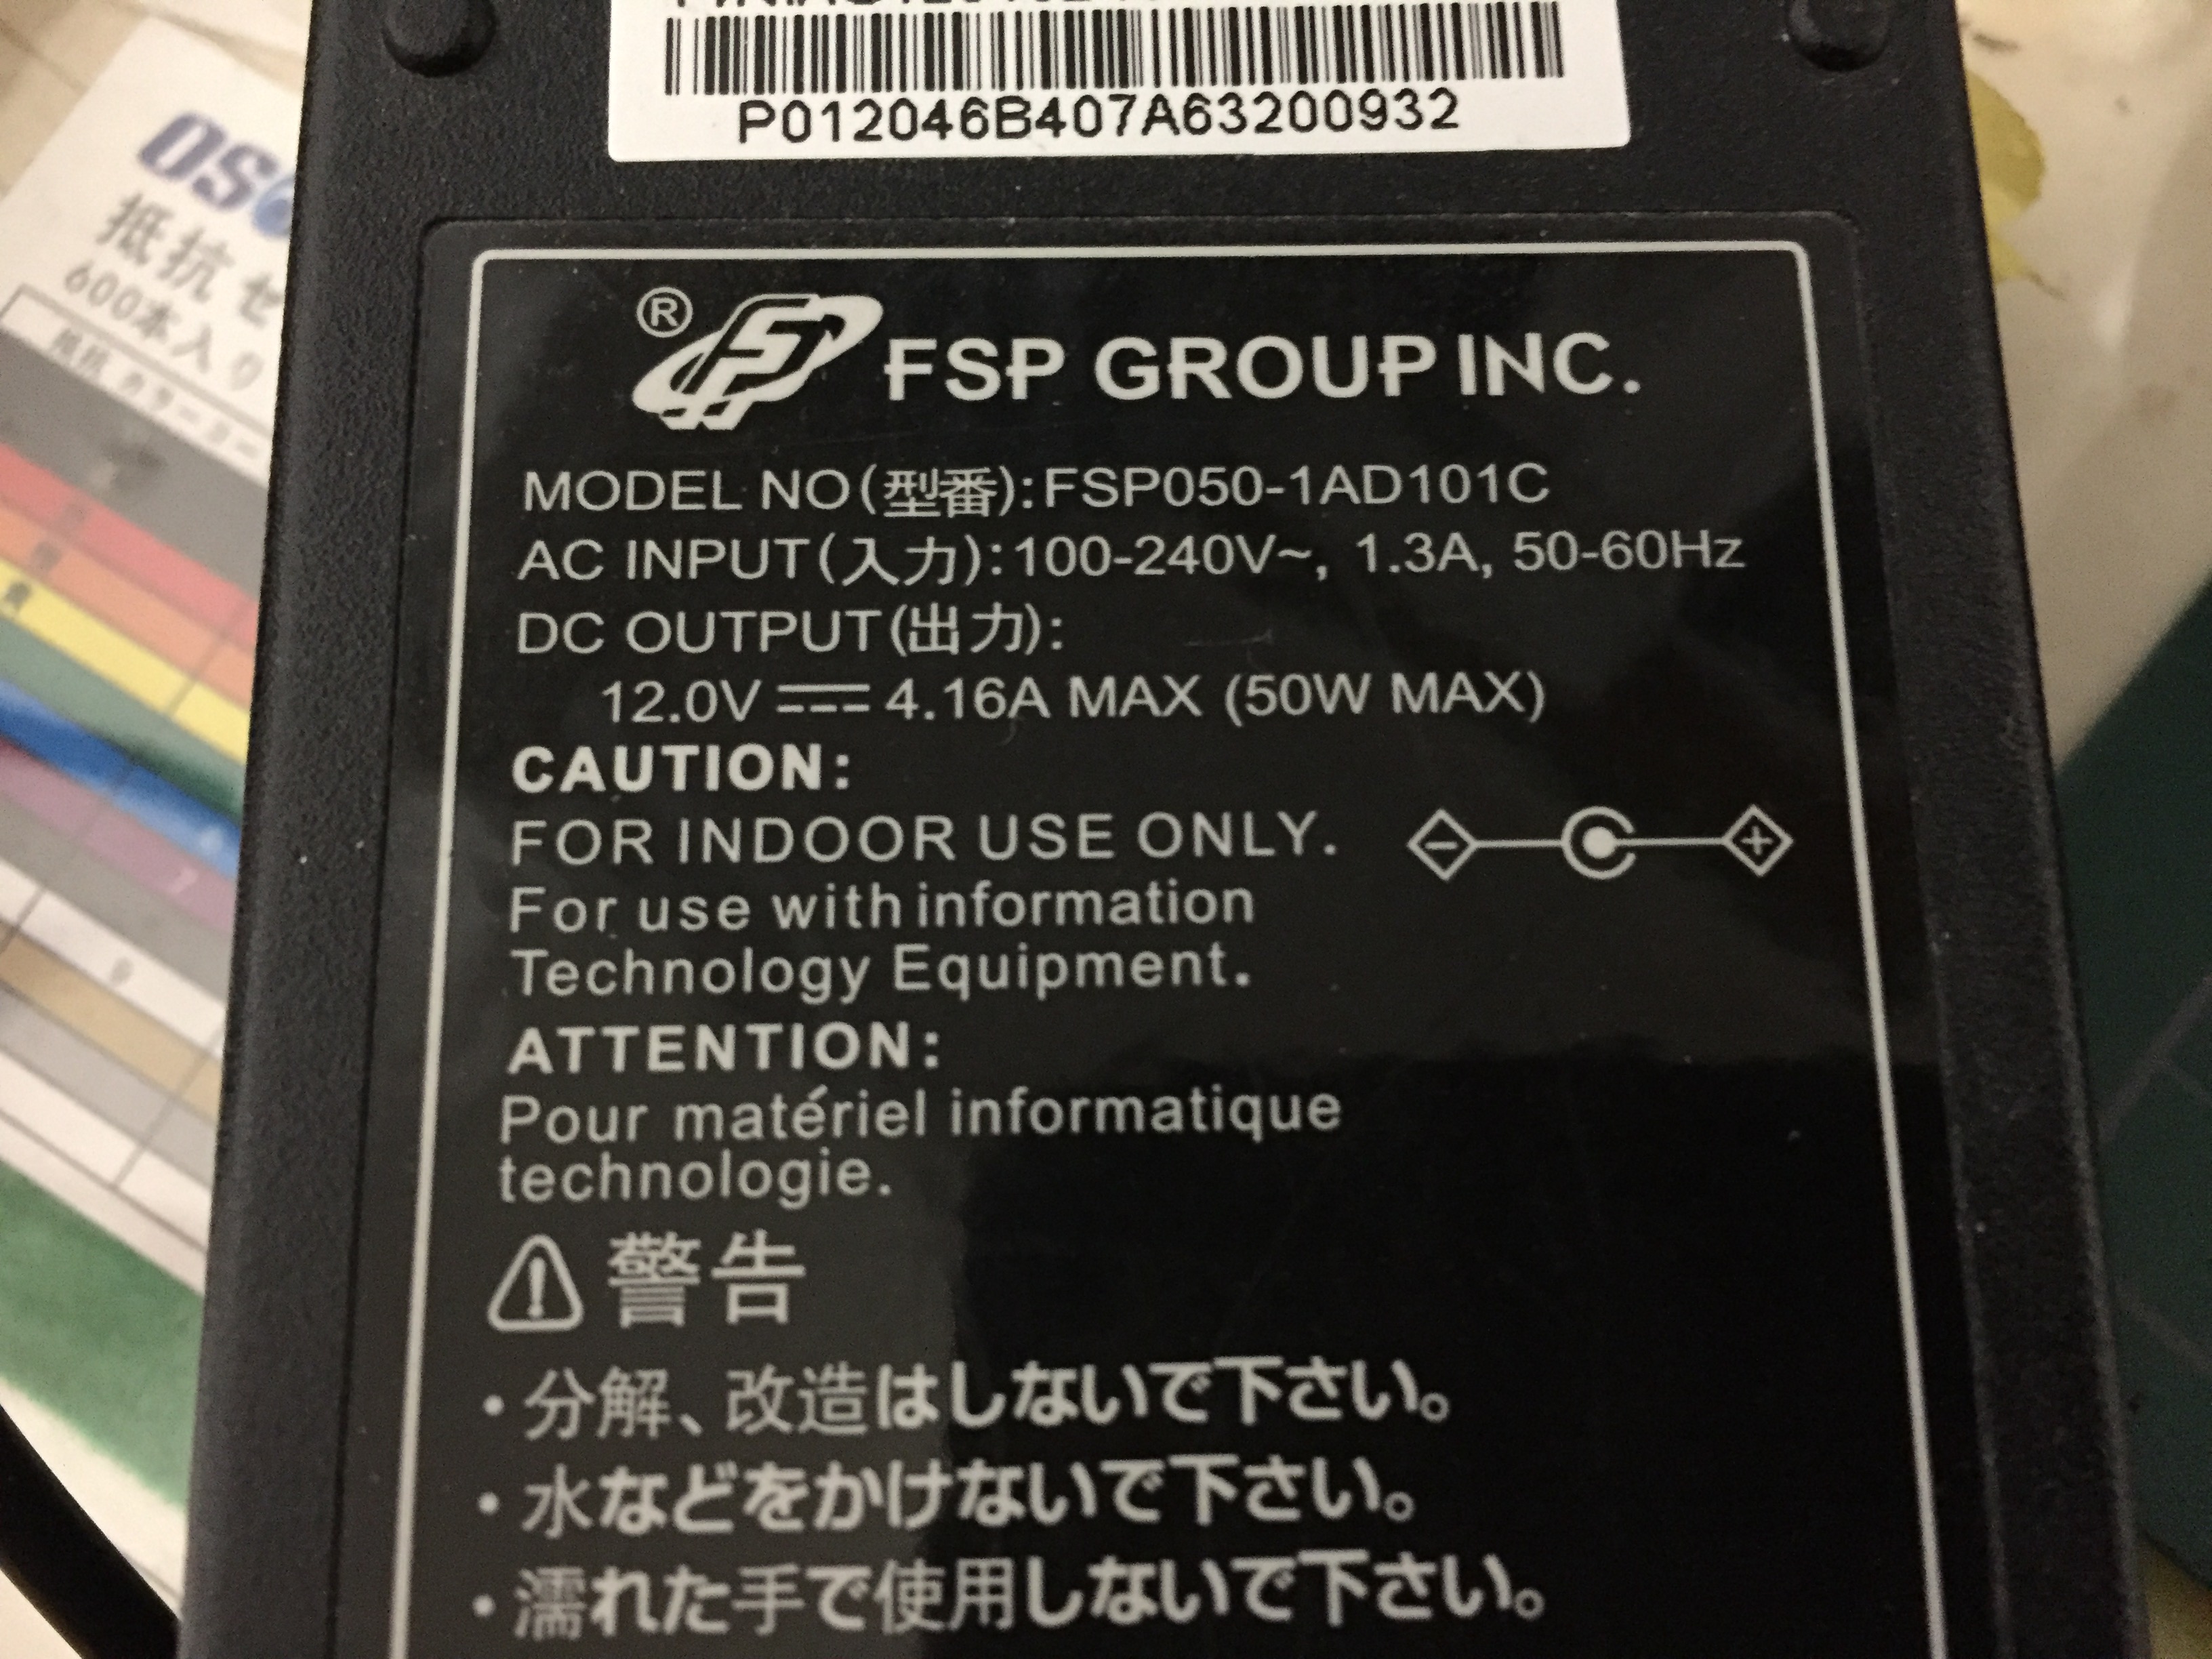 P012046B407A63200932
OS
抵抗セ
600本入り
® FSP GROUP INC.
MODEL NO(型番):FSP050-1AD101C
AC INPUT(入力):100-240V~, 1.3A, 50-60Hz
DC OUTPUT(出力):
12.0V ⎓ 4.16A MAX (50W MAX)
CAUTION:
FOR INDOOR USE ONLY.
For use with information
Technology Equipment.
ATTENTION:
Pour matériel informatique
technologie.
⚠ 警告
・分解、改造はしないで下さい。
・水などをかけないで下さい。
・濡れた手で使用しないで下さい。